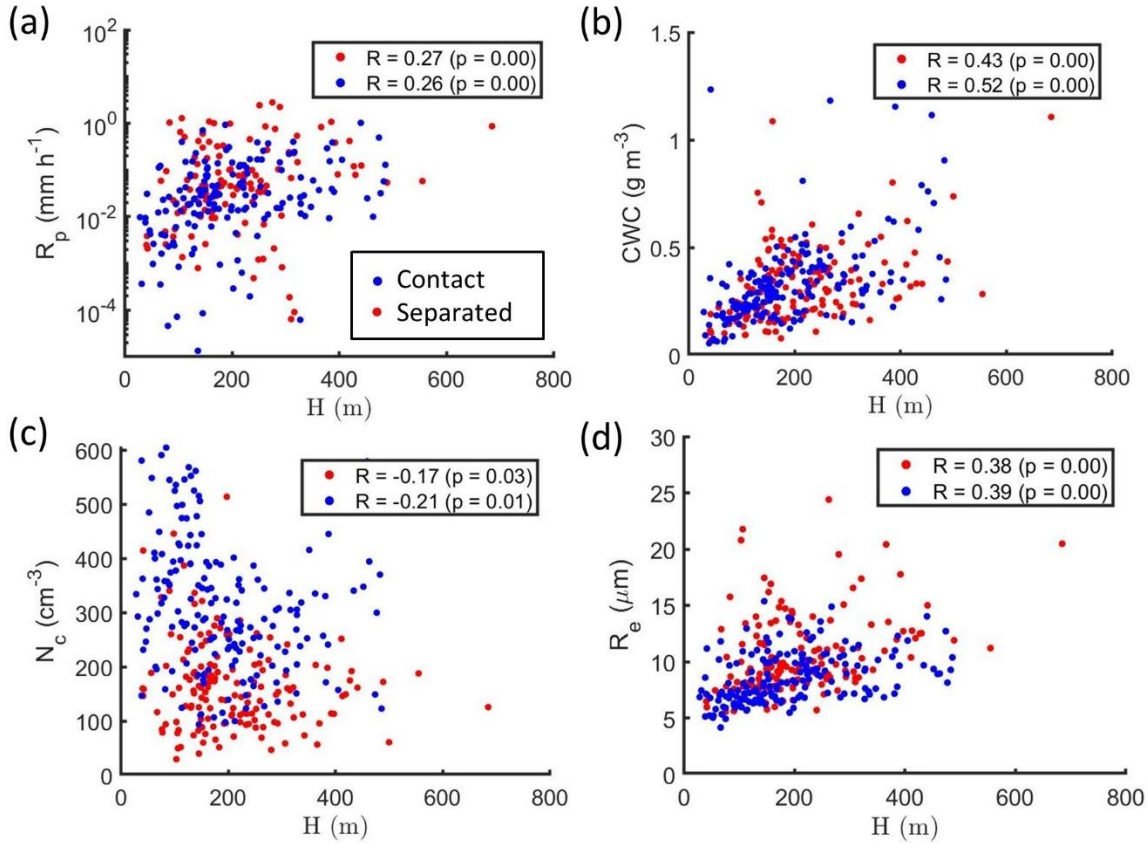 (a)
10²
10⁰
10⁻²
10⁻⁴
R_p (mm h⁻¹)
R = 0.27 (p = 0.00)
R = 0.26 (p = 0.00)
Contact
Separated
0 200 400 600 800
H (m)
(b)
1.5
1
0.5
0
CWC (g m⁻³)
R = 0.43 (p = 0.00)
R = 0.52 (p = 0.00)
0 200 400 600 800
H (m)
(c)
600
500
400
300
200
100
0
N_c (cm⁻³)
R = -0.17 (p = 0.03)
R = -0.21 (p = 0.01)
0 200 400 600 800
H (m)
(d)
30
25
20
15
10
5
0
R_e (μm)
R = 0.38 (p = 0.00)
R = 0.39 (p = 0.00)
0 200 400 600 800
H (m)